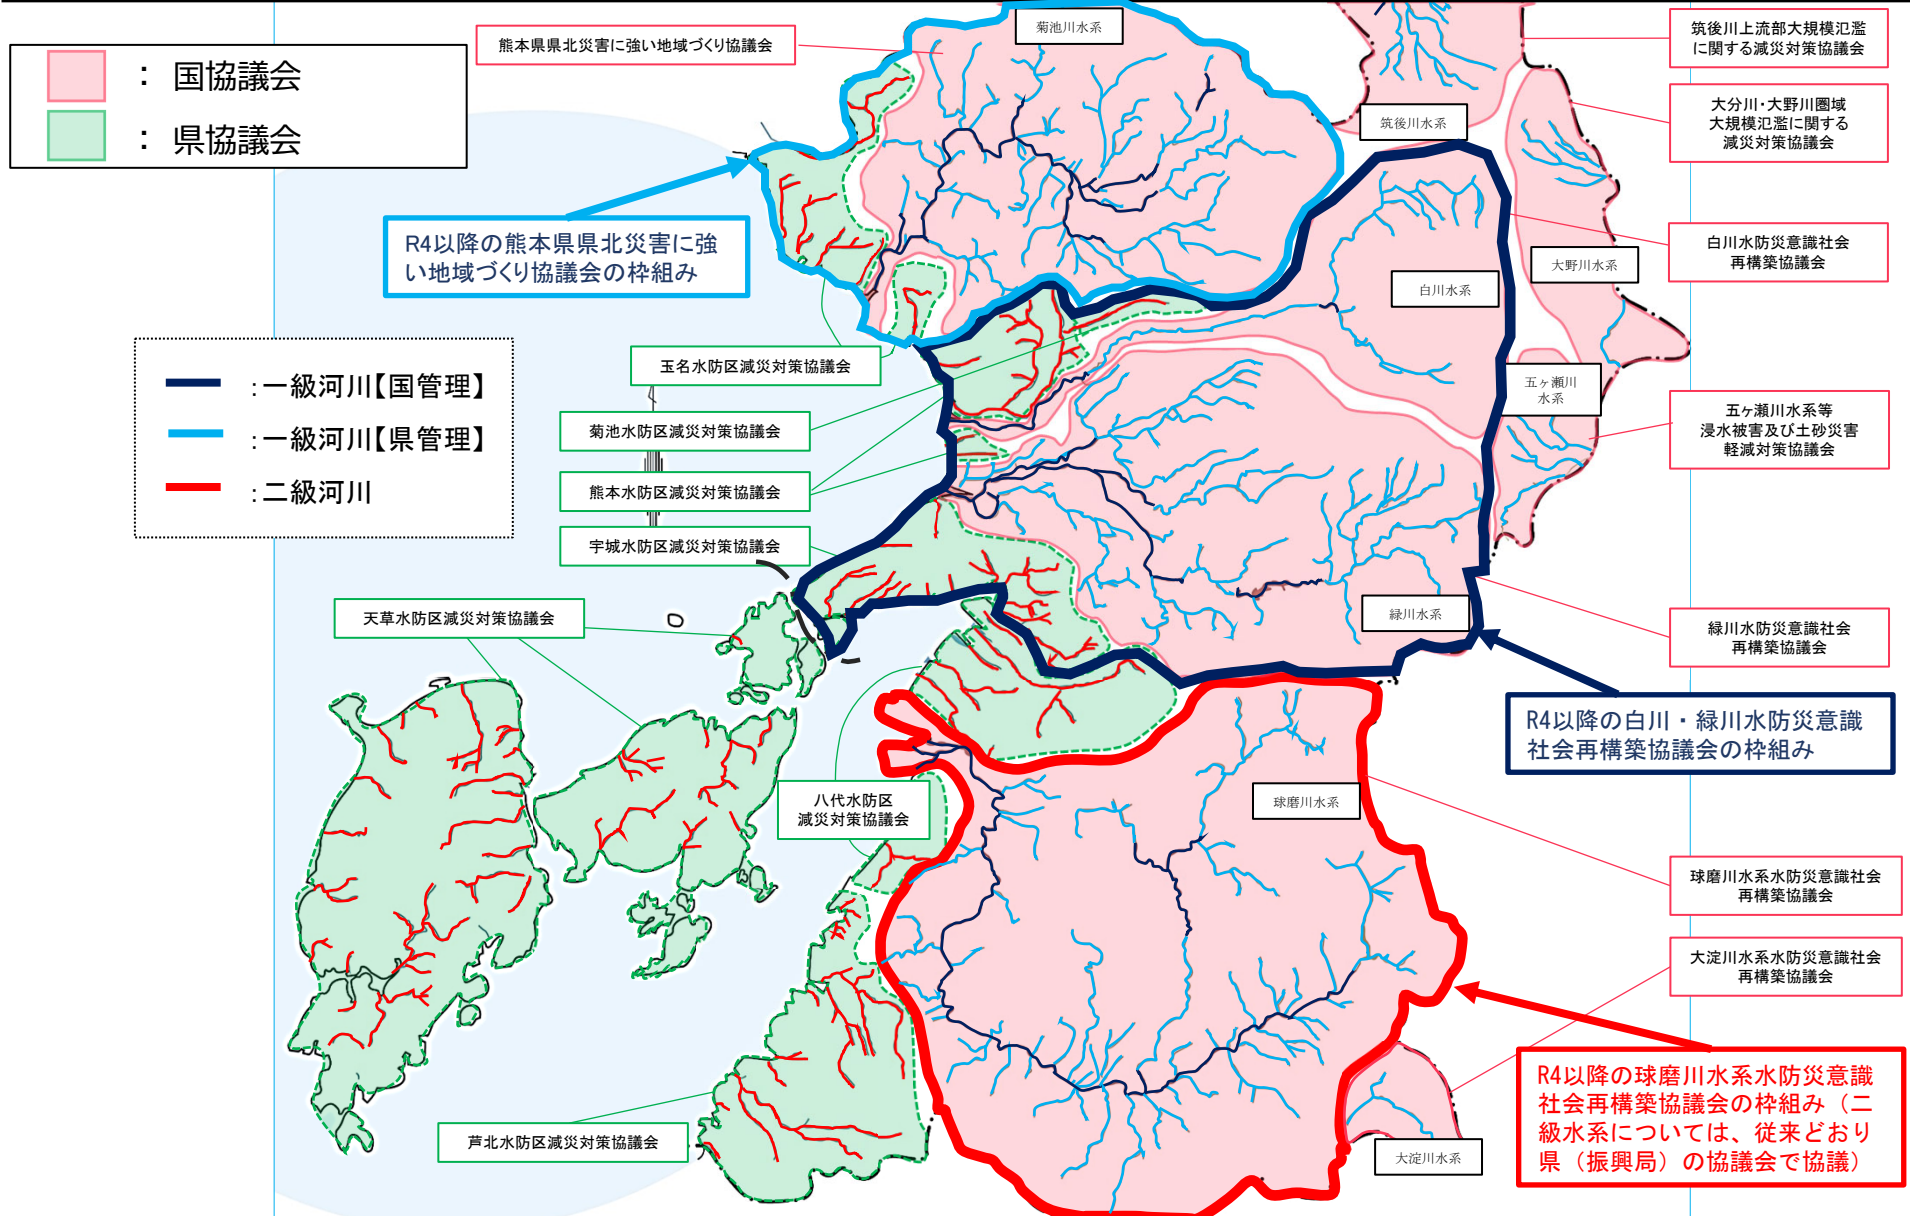 ：国協議会
：県協議会
熊本県県北災害に強い地域づくり協議会
菊池川水系
筑後川上流部大規模氾濫
に関する減災対策協議会
大分川・大野川圏域
大規模氾濫に関する
減災対策協議会
筑後川水系
R4以降の熊本県県北災害に強
い地域づくり協議会の枠組み
白川水防災意識社会
再構築協議会
大野川水系
白川水系
：一級河川【国管理】
：一級河川【県管理】
：二級河川
玉名水防区減災対策協議会
五ヶ瀬川
水系
菊池水防区減災対策協議会
五ヶ瀬川水系等
浸水被害及び土砂災害
軽減対策協議会
熊本水防区減災対策協議会
宇城水防区減災対策協議会
天草水防区減災対策協議会
緑川水系
緑川水防災意識社会
再構築協議会
R4以降の白川・緑川水防災意識
社会再構築協議会の枠組み
八代水防区
減災対策協議会
球磨川水系
球磨川水系水防災意識社会
再構築協議会
大淀川水系水防災意識社会
再構築協議会
R4以降の球磨川水系水防災意識
社会再構築協議会の枠組み（二
級水系については、従来どおり
県（振興局）の協議会で協議）
芦北水防区減災対策協議会
大淀川水系